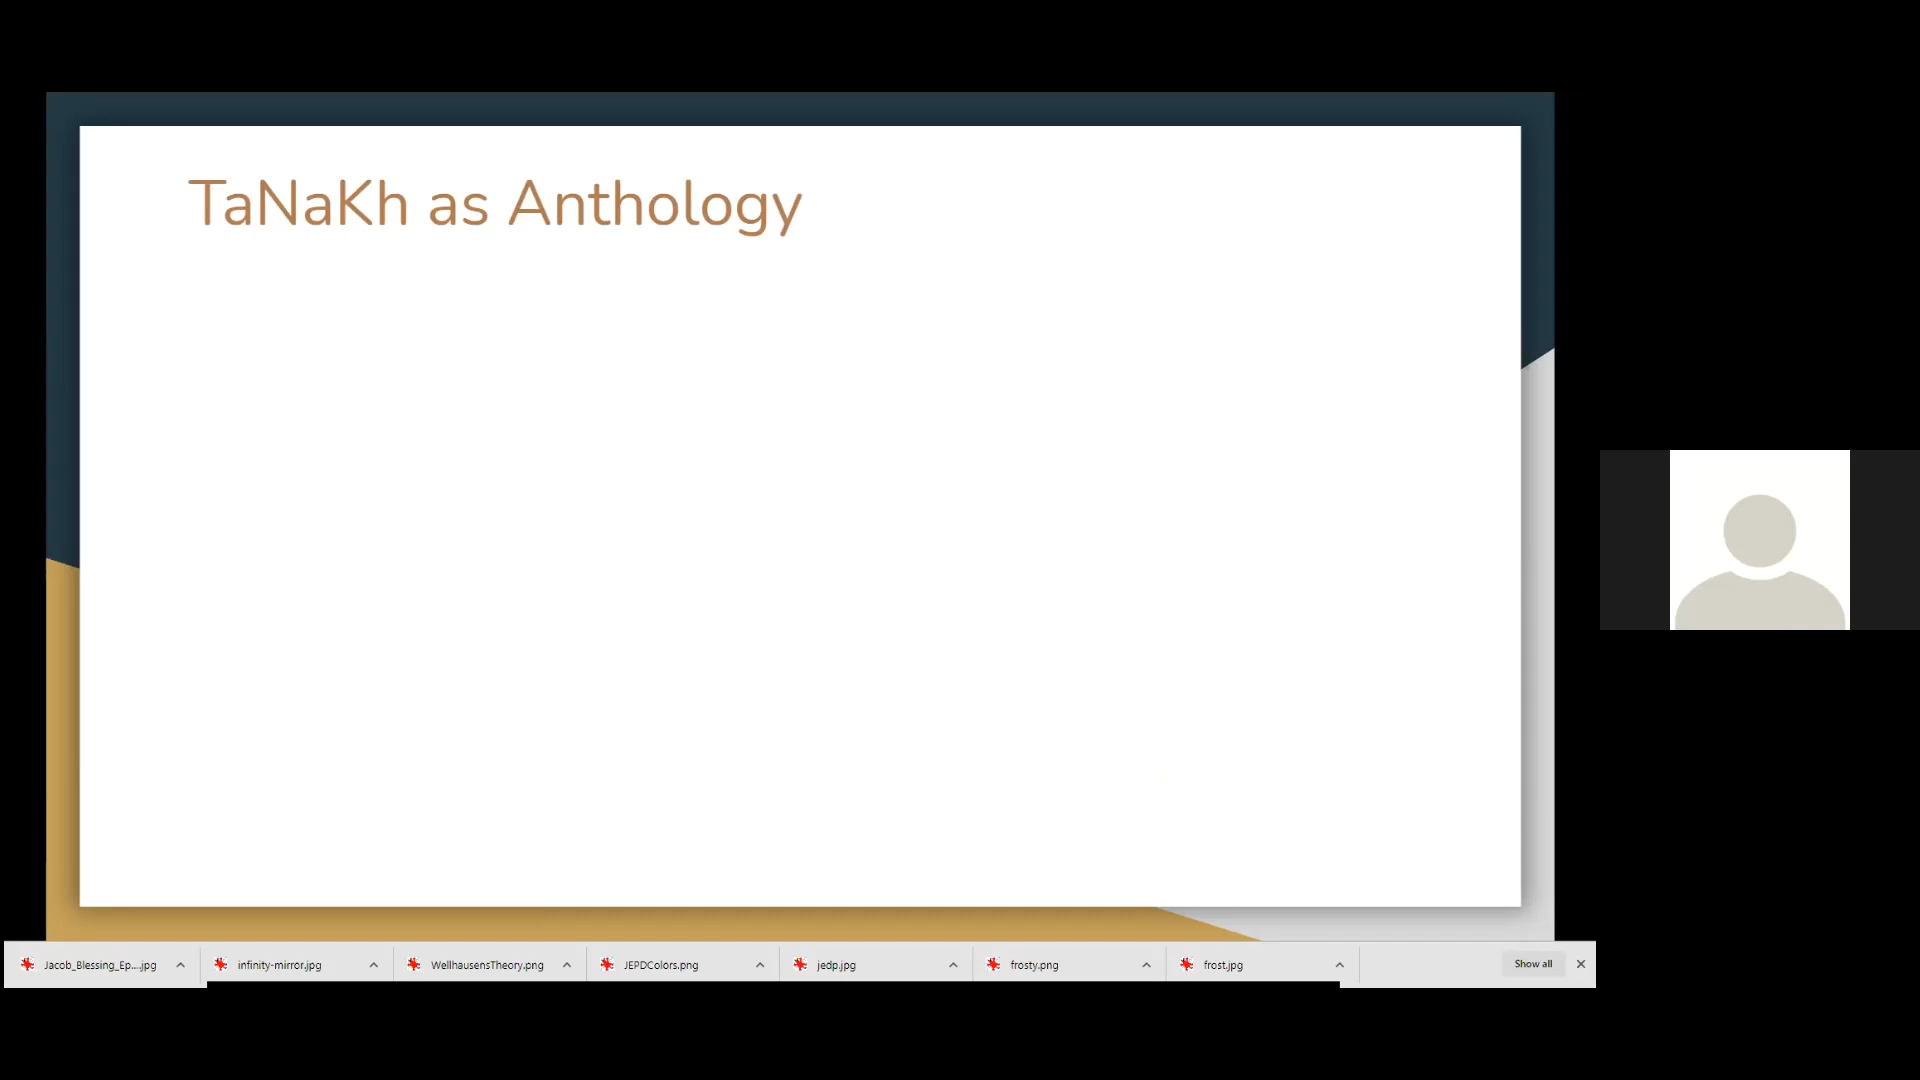 TaNaKh as Anthology
Jacob_Blessing_Ep....jpg infinity-mirror.jpg WellhausensTheory.png JEPDColors.png jedp.jpg frosty.png frost.jpg Show all